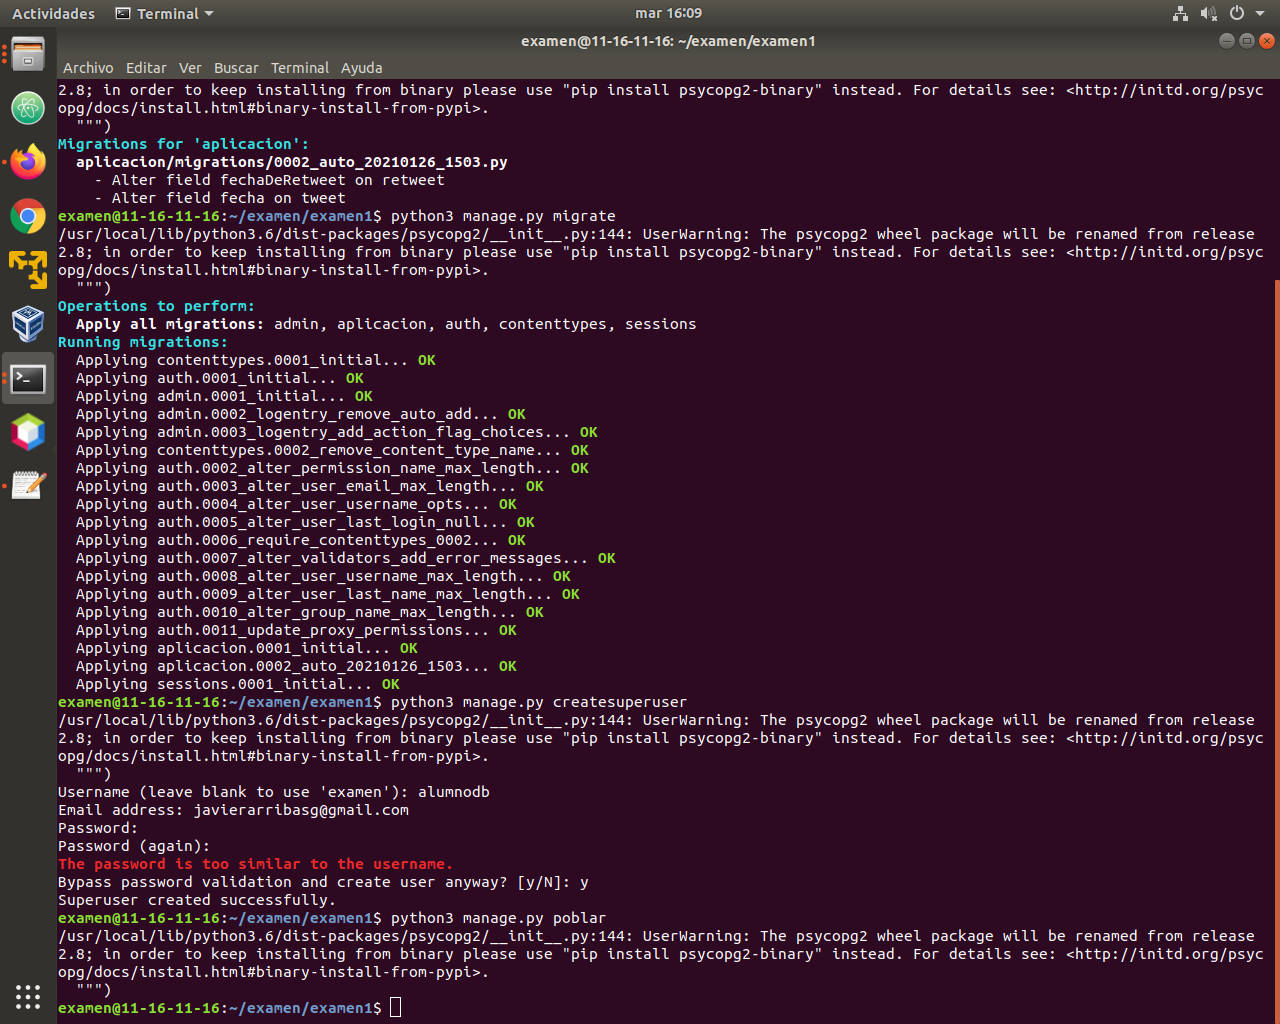 Actividades
Terminal
mar 16:09
examen@11-16-11-16: ~/examen/examen1
Archivo Editar Ver Buscar Terminal Ayuda
2.8; in order to keep installing from binary please use "pip install psycopg2-binary" instead. For details see: <http://initd.org/psyc
opg/docs/install.html#binary-install-from-pypi>.
  """)
Migrations for 'aplicacion':
  aplicacion/migrations/0002_auto_20210126_1503.py
    - Alter field fechaDeRetweet on retweet
    - Alter field fecha on tweet
examen@11-16-11-16:~/examen/examen1$ python3 manage.py migrate
/usr/local/lib/python3.6/dist-packages/psycopg2/__init__.py:144: UserWarning: The psycopg2 wheel package will be renamed from release
2.8; in order to keep installing from binary please use "pip install psycopg2-binary" instead. For details see: <http://initd.org/psyc
opg/docs/install.html#binary-install-from-pypi>.
  """)
Operations to perform:
  Apply all migrations: admin, aplicacion, auth, contenttypes, sessions
Running migrations:
  Applying contenttypes.0001_initial... OK
  Applying auth.0001_initial... OK
  Applying admin.0001_initial... OK
  Applying admin.0002_logentry_remove_auto_add... OK
  Applying admin.0003_logentry_add_action_flag_choices... OK
  Applying contenttypes.0002_remove_content_type_name... OK
  Applying auth.0002_alter_permission_name_max_length... OK
  Applying auth.0003_alter_user_email_max_length... OK
  Applying auth.0004_alter_user_username_opts... OK
  Applying auth.0005_alter_user_last_login_null... OK
  Applying auth.0006_require_contenttypes_0002... OK
  Applying auth.0007_alter_validators_add_error_messages... OK
  Applying auth.0008_alter_user_username_max_length... OK
  Applying auth.0009_alter_user_last_name_max_length... OK
  Applying auth.0010_alter_group_name_max_length... OK
  Applying auth.0011_update_proxy_permissions... OK
  Applying aplicacion.0001_initial... OK
  Applying aplicacion.0002_auto_20210126_1503... OK
  Applying sessions.0001_initial... OK
examen@11-16-11-16:~/examen/examen1$ python3 manage.py createsuperuser
/usr/local/lib/python3.6/dist-packages/psycopg2/__init__.py:144: UserWarning: The psycopg2 wheel package will be renamed from release
2.8; in order to keep installing from binary please use "pip install psycopg2-binary" instead. For details see: <http://initd.org/psyc
opg/docs/install.html#binary-install-from-pypi>.
  """)
Username (leave blank to use 'examen'): alumnodb
Email address: javierarribasg@gmail.com
Password:
Password (again):
The password is too similar to the username.
Bypass password validation and create user anyway? [y/N]: y
Superuser created successfully.
examen@11-16-11-16:~/examen/examen1$ python3 manage.py poblar
/usr/local/lib/python3.6/dist-packages/psycopg2/__init__.py:144: UserWarning: The psycopg2 wheel package will be renamed from release
2.8; in order to keep installing from binary please use "pip install psycopg2-binary" instead. For details see: <http://initd.org/psyc
opg/docs/install.html#binary-install-from-pypi>.
  """)
examen@11-16-11-16:~/examen/examen1$